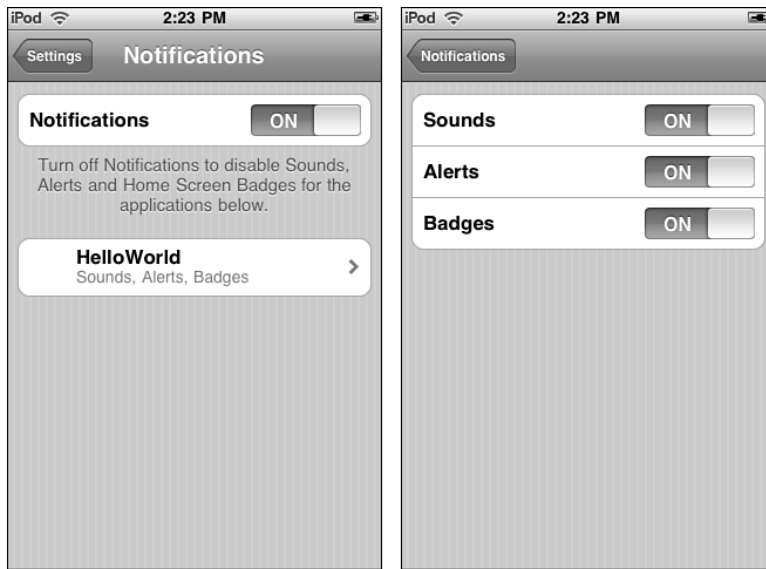 iPod 2:23 PM
Settings Notifications
Notifications ON
Turn off Notifications to disable Sounds,
Alerts and Home Screen Badges for the
applications below.
HelloWorld
Sounds, Alerts, Badges
iPod 2:23 PM
Notifications
Sounds ON
Alerts ON
Badges ON